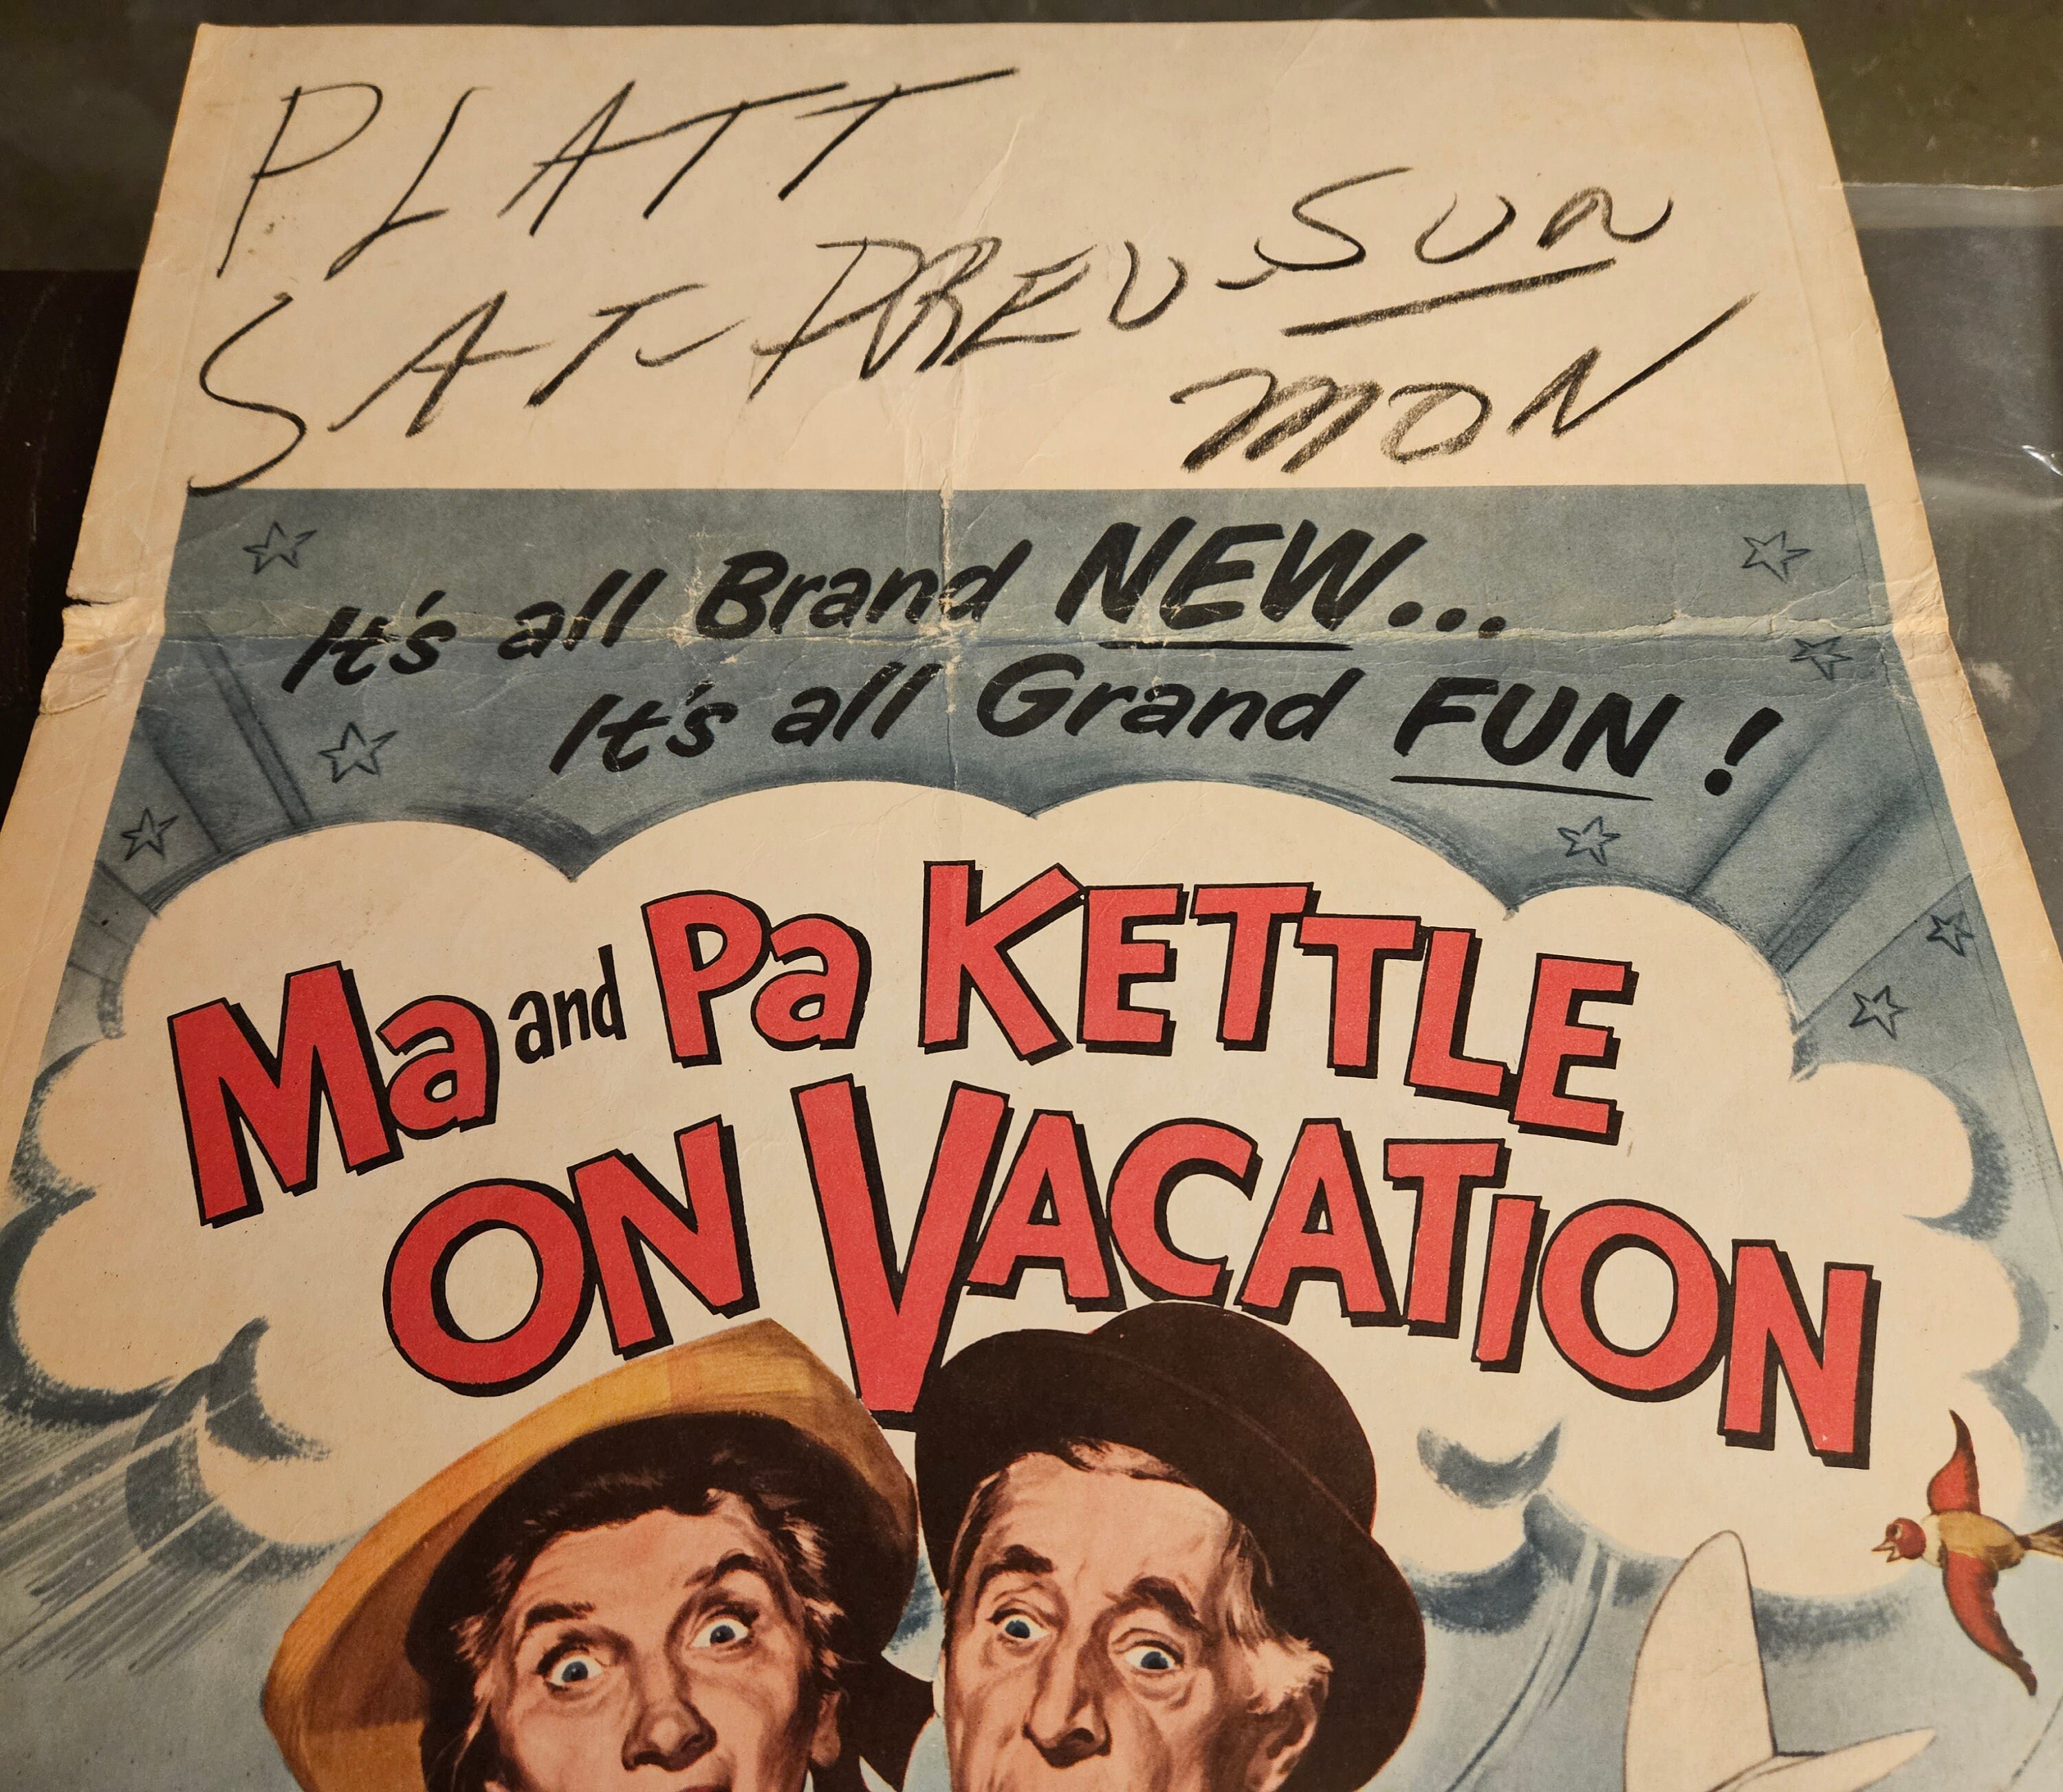 PLATT
SAT- PREV - SUN
MON
It's all Brand NEW...
It's all Grand FUN!
Ma and Pa KETTLE
ON VACATION